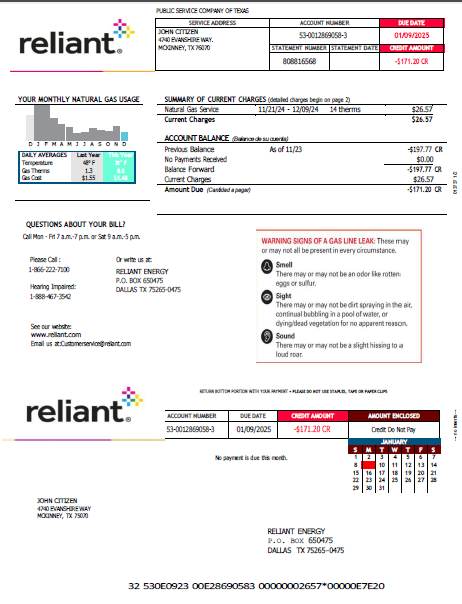 PUBLIC SERVICE COMPANY OF TEXAS
reliant
SERVICE ADDRESS ACCOUNT NUMBER DUE DATE
JOHN CITIZEN
4740 EVANSHIRE WAY.
MCKINNEY, TX 75070
53-0012869058-3 01/09/2025
STATEMENT NUMBER STATEMENT DATE CREDIT AMOUNT
808816568 -$171.20 CR
YOUR MONTHLY NATURAL GAS USAGE
D J F M A M J J A S O N D
DAILY AVERAGES Last Year This Year
Temperature 48° F
Gas Therms 1.3
Gas Cost $1.55
SUMMARY OF CURRENT CHARGES (detailed charges begin on page 2)
Natural Gas Service 11/21/24 - 12/09/24 14 therms $26.57
Current Charges $26.57
ACCOUNT BALANCE (Balance de su cuenta)
Previous Balance As of 11/23 -$197.77 CR
No Payments Received $0.00
Balance Forward -$197.77 CR
Current Charges $26.57
Amount Due (Cantidad a pagar) -$171.20 CR
QUESTIONS ABOUT YOUR BILL?
Call Mon - Fri 7 a.m.-7 p.m. or Sat 9 a.m.-5 p.m.
Please Call :
1-866-222-7100
Hearing Impaired:
1-888-467-3542
Or write us at:
RELIANT ENERGY
P.O. BOX 650475
DALLAS TX 75265-0475
See our website:
www.reliant.com
Email us at:Customerservice@reliant.com
WARNING SIGNS OF A GAS LINE LEAK: These may
or may not all be present in every circumstance.
Smell
There may or may not be an odor like rotten
eggs or sulfur.
Sight
There may or may not be dirt spraying in the air,
continual bubbling in a pool of water, or
dying/dead vegetation for no apparent reason.
Sound
There may or may not be a slight hissing to a
loud roar.
RETURN BOTTOM PORTION WITH YOUR PAYMENT • PLEASE DO NOT USE STAPLES, TAPE OR PAPER CLIPS
reliant
ACCOUNT NUMBER DUE DATE CREDIT AMOUNT AMOUNT ENCLOSED
53-0012869058-3 01/09/2025 -$171.20 CR Credit Do Not Pay
No payment is due this month.
JANUARY
S M T W T F S
1 2 3 4 5 6 7
8 10 11 12 13 14
15 16 17 18 19 20 21
22 23 24 25 26 27 28
29 30 31
JOHN CITIZEN
4740 EVANSHIRE WAY
MCKINNEY, TX 75070
RELIANT ENERGY
P.O. BOX 650475
DALLAS TX 75265-0475
32 530E0923 00E28690583 00000002657*00000E7E20